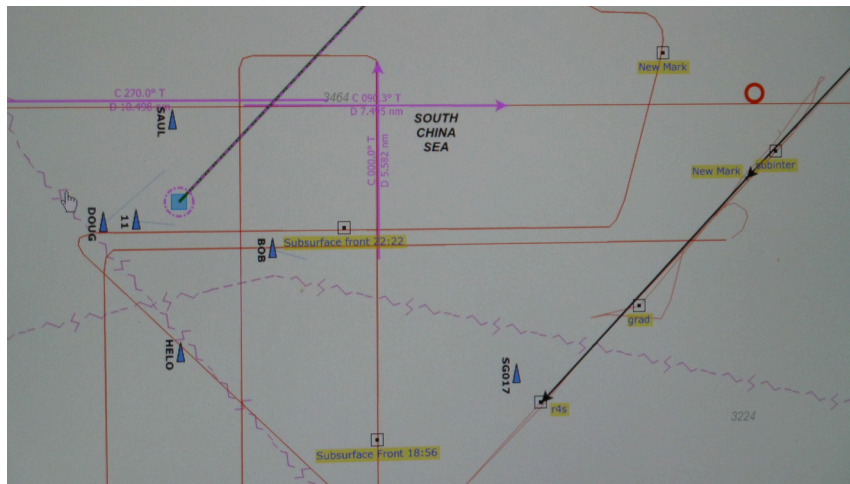 New Mark
C 270.0° T
D 10.498 nm
3464
C 090.3° T
D 7.495 nm
SAUL
SOUTH
CHINA
SEA
C 000.0° T
D 5.582 nm
subinter
New Mark
DOUG
11
BOB
Subsurface front 22:22
grad
HELO
SG017
r4s
3224
Subsurface Front 18:56